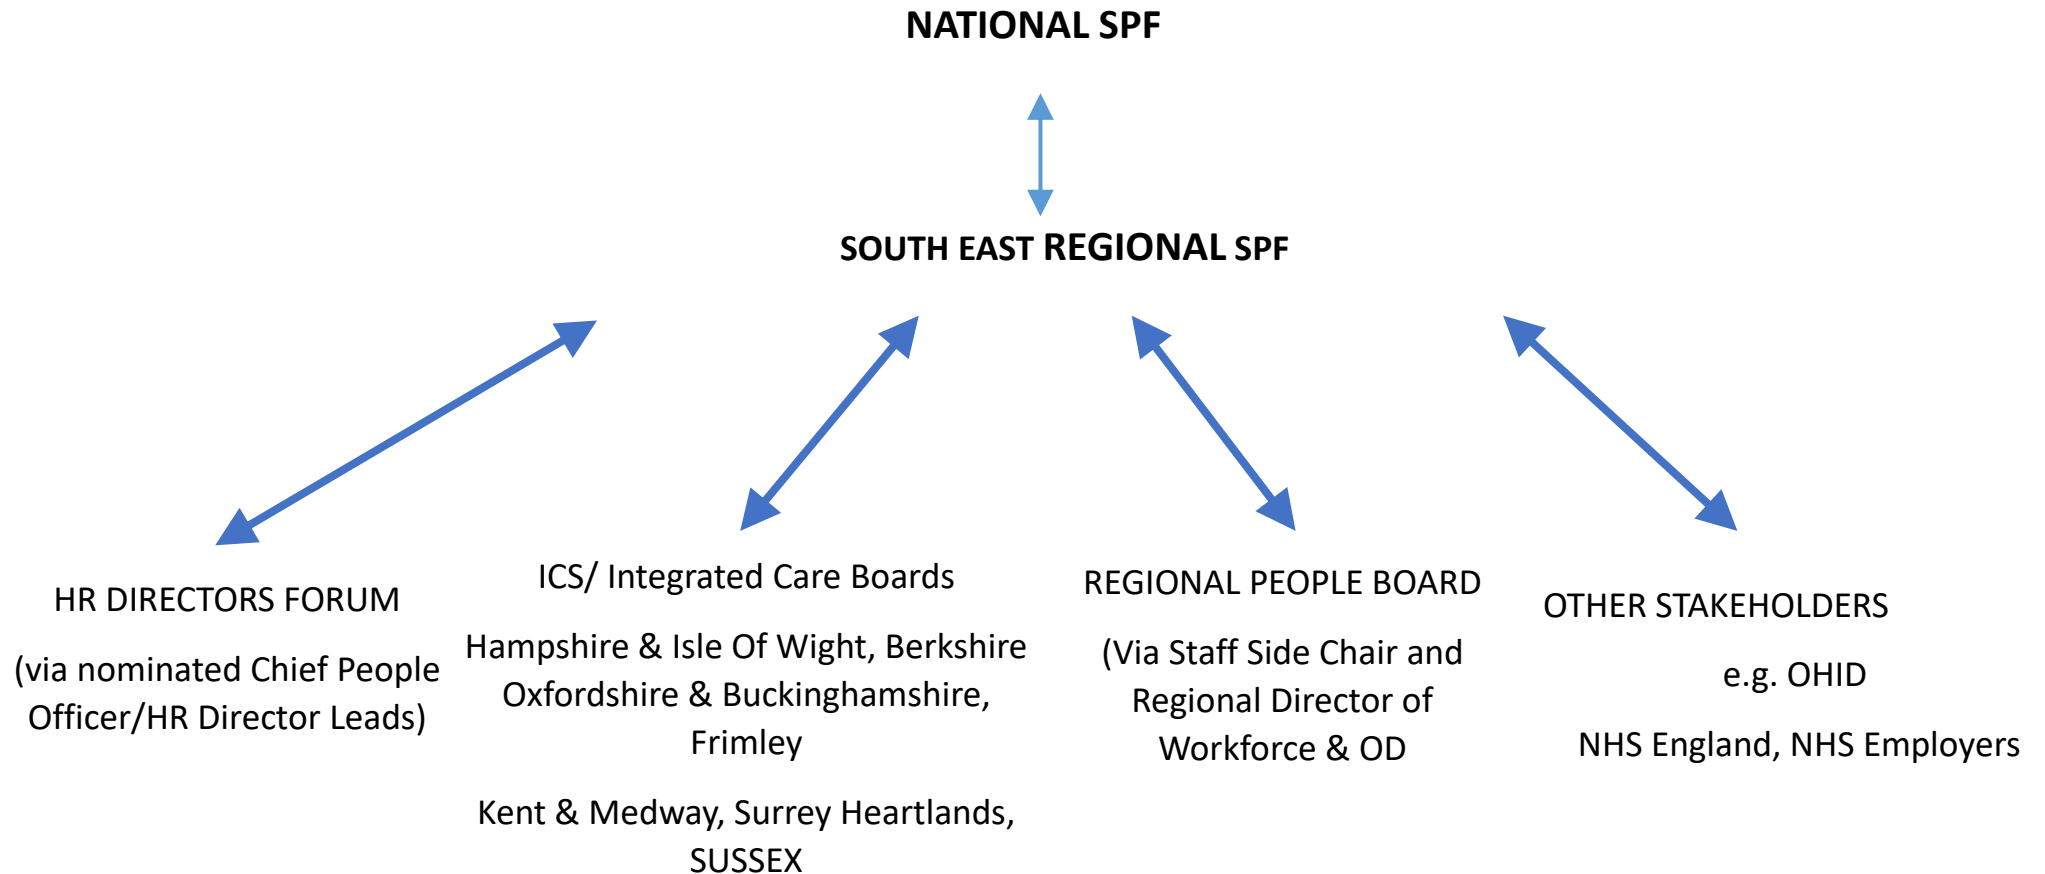 NATIONAL SPF
SOUTH EAST REGIONAL SPF
HR DIRECTORS FORUM
(via nominated Chief People
Officer/HR Director Leads)
ICS/ Integrated Care Boards
Hampshire & Isle Of Wight, Berkshire
Oxfordshire & Buckinghamshire,
Frimley
Kent & Medway, Surrey Heartlands,
SUSSEX
REGIONAL PEOPLE BOARD
(Via Staff Side Chair and
Regional Director of
Workforce & OD
OTHER STAKEHOLDERS
e.g. OHID
NHS England, NHS Employers